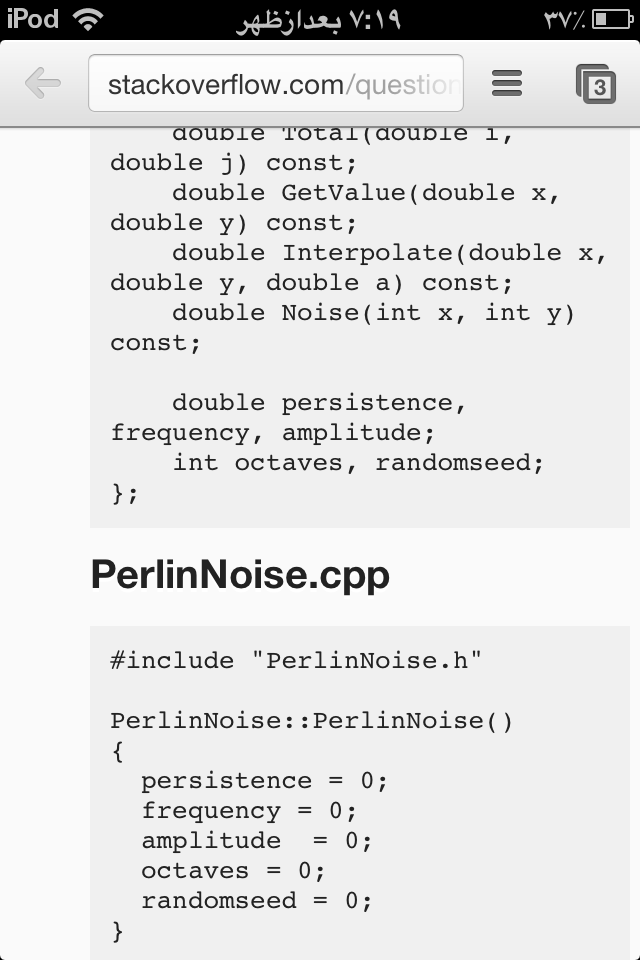 iPod ۷:۱۹ بعدازظهر ۳۷٪
stackoverflow.com/question
3
double Total(double i,
double j) const;
double GetValue(double x,
double y) const;
double Interpolate(double x,
double y, double a) const;
double Noise(int x, int y)
const;
double persistence,
frequency, amplitude;
int octaves, randomseed;
};
PerlinNoise.cpp
#include "PerlinNoise.h"
PerlinNoise::PerlinNoise()
{
persistence = 0;
frequency = 0;
amplitude  = 0;
octaves = 0;
randomseed = 0;
}